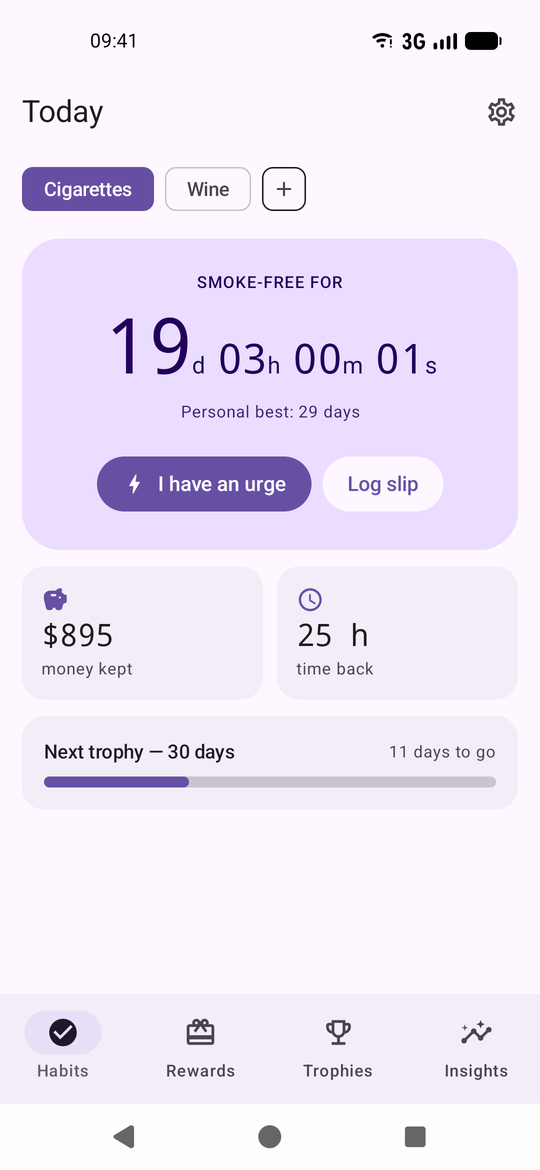 09:41
3G
Today
Cigarettes
Wine
+
SMOKE-FREE FOR
19d 03h 00m 01s
Personal best: 29 days
I have an urge
Log slip
$895
money kept
25 h
time back
Next trophy — 30 days
11 days to go
Habits
Rewards
Trophies
Insights